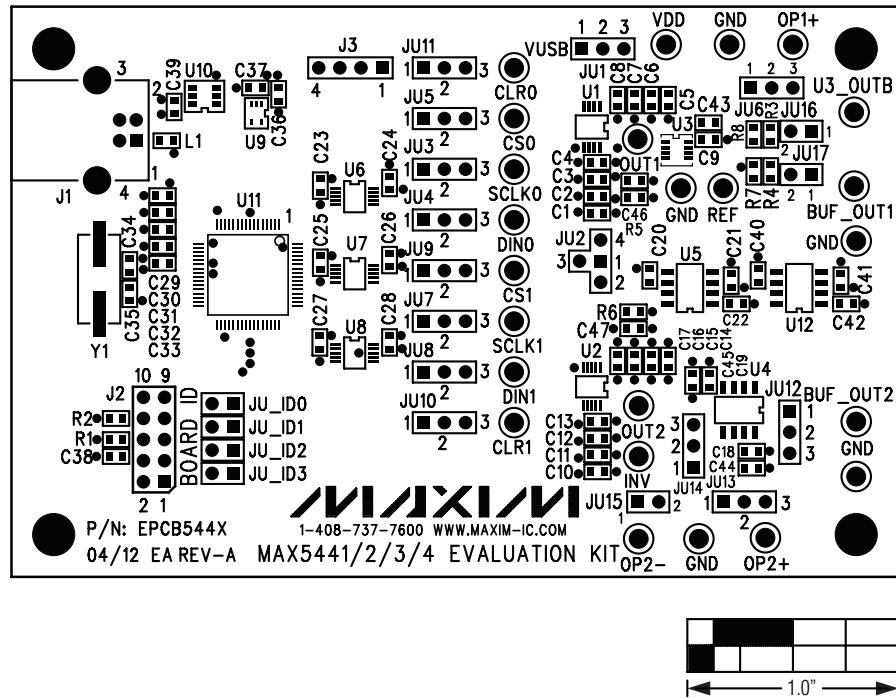 VDD GND OP1+
J3 JU11 VUSB 1 2 3
3 C39 U10 C37 4 1 1 3 2 CLR0 JU1 C8 C7 C6 C5 1 2 3 U3_OUTB
2 U9 C36 JU5 1 3 2 CS0 U1 U3 C43 JU6 R3 R8 JU16 2 1
L1 C23 C24 JU3 1 3 2 SCLK0 C4 OUT1 C9 JU17
J1 4 1 U6 C3 R7 R4 2 1
U11 1 JU4 1 3 2 DIN0 C2 C1 C46 R5 GND REF BUF_OUT1
C34 C25 C26 U7 JU9 1 3 2 CS1 JU2 4 3 1 2 C20 U5 C21 C40 GND C41
C29
C30
C31
C32
C33
C35 Y1 C27 C28 U8 JU7 1 3 2 SCLK1 R6 C47 C22 U12 C42
J2 10 9 JU8 1 3 2 DIN1 U2 C17 C16 C15 C14 C45 C19 U4 JU12 BUF_OUT2
R2 BOARD ID JU_ID0
R1 JU_ID1 JU10 1 3 2 CLR1 C13 OUT2 3 2 1 1 2 3 GND
C38 JU_ID2 C12 C18
JU_ID3 C11 C44
2 1 C10 INV JU14 JU13
MAXIM JU15 1 2 1 2 3
P/N: EPCB544X 1-408-737-7600 WWW.MAXIM-IC.COM
04/12 EA REV-A MAX5441/2/3/4 EVALUATION KIT OP2- GND OP2+
1.0"